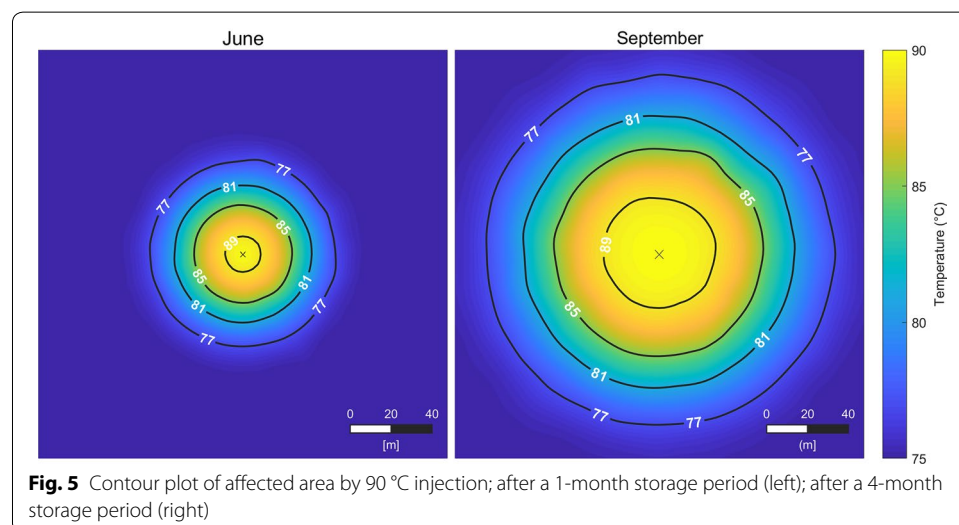 June
September
77
77
81
89
85
85
81
81
77
77
0 20 40
[m]
77
81
77
85
89
85
81
81
77
77
0 20 40
(m)
90
85
80
75
Temperature (°C)
Fig. 5 Contour plot of affected area by 90 °C injection; after a 1-month storage period (left); after a 4-month
storage period (right)